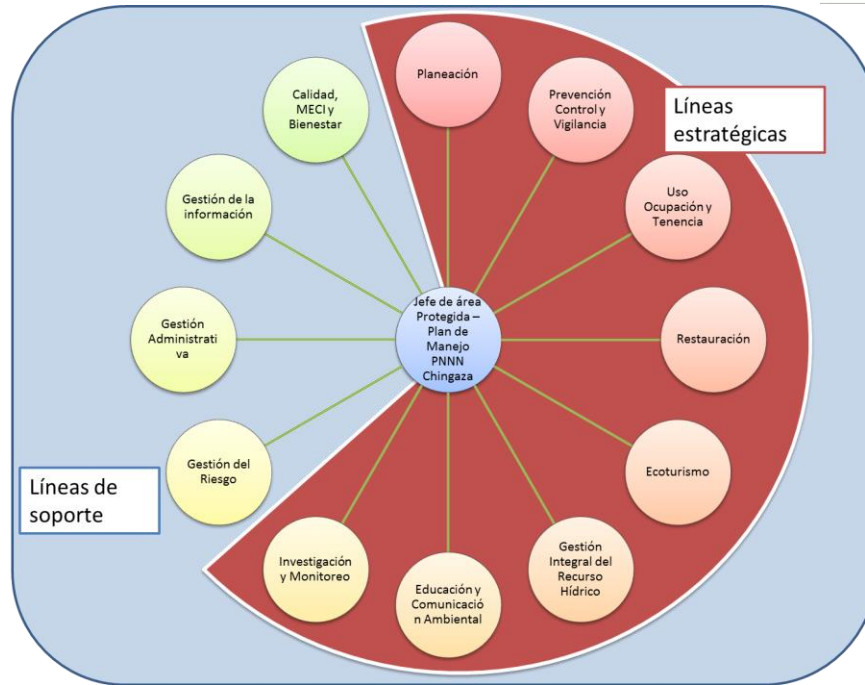 Planeación
Prevención
Control y
Vigilancia
Líneas
estratégicas
Uso
Ocupación y
Tenencia
Restauración
Ecoturismo
Gestión
Integral del
Recurso
Hídrico
Educación y
Comunicació
n Ambiental
Investigación
y Monitoreo
Líneas de
soporte
Gestión del
Riesgo
Gestión
Administrati
va
Gestión de la
información
Calidad,
MECI y
Bienestar
Jefe de área
Protegida –
Plan de
Manejo
PNNN
Chingaza